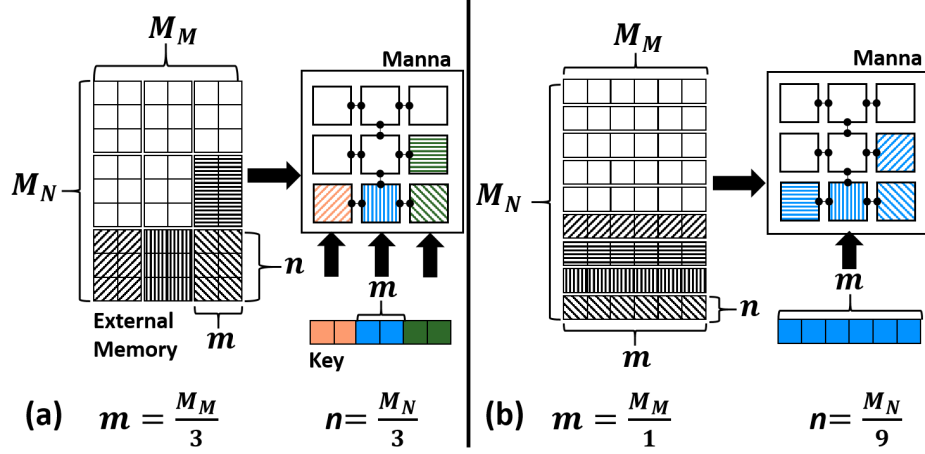 M_M
Manna
M_N
n
m
m
External
Memory
Key
(a) m = M_M/3 n= M_N/3
M_M
Manna
M_N
n
m
m
(b) m = M_M/1 n= M_N/9